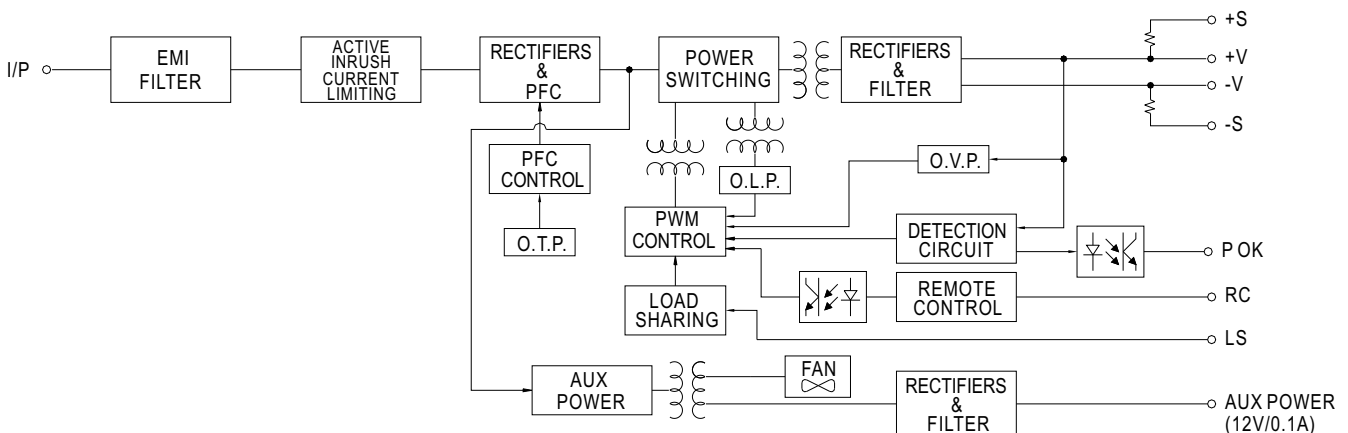 +S
I/P
EMI
FILTER
ACTIVE
INRUSH
CURRENT
LIMITING
RECTIFIERS
&
PFC
POWER
SWITCHING
RECTIFIERS
&
FILTER
+V
-V
-S
PFC
CONTROL
O.L.P.
O.V.P.
O.T.P.
PWM
CONTROL
DETECTION
CIRCUIT
P OK
LOAD
SHARING
REMOTE
CONTROL
RC
LS
AUX
POWER
FAN
RECTIFIERS
&
FILTER
AUX POWER
(12V/0.1A)